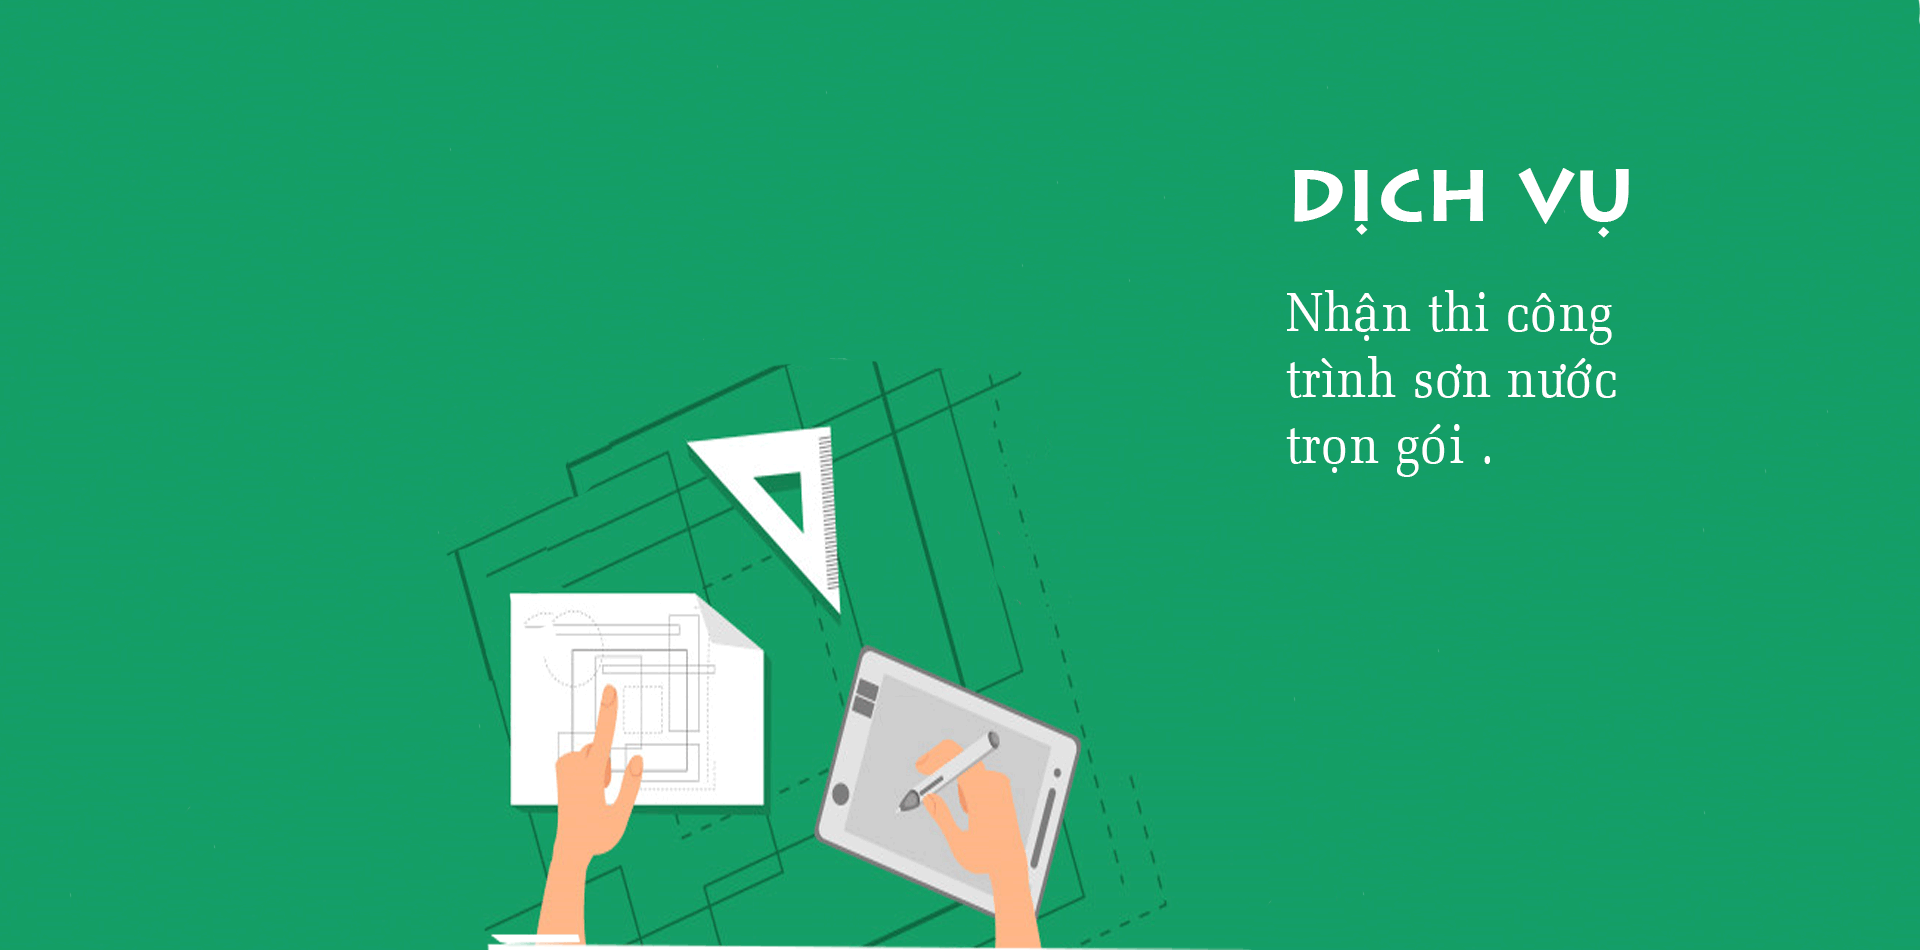 DỊCH VỤ
Nhận thi công
trình sơn nước
trọn gói .